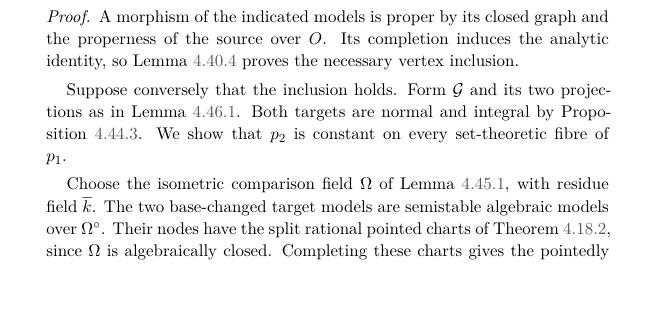 Proof. A morphism of the indicated models is proper by its closed graph and
the properness of the source over O. Its completion induces the analytic
identity, so Lemma 4.40.4 proves the necessary vertex inclusion.
Suppose conversely that the inclusion holds. Form 𝒢 and its two projec-
tions as in Lemma 4.46.1. Both targets are normal and integral by Propo-
sition 4.44.3. We show that p₂ is constant on every set-theoretic fibre of
p₁.
Choose the isometric comparison field Ω of Lemma 4.45.1, with residue
field k̅. The two base-changed target models are semistable algebraic models
over Ω°. Their nodes have the split rational pointed charts of Theorem 4.18.2,
since Ω is algebraically closed. Completing these charts gives the pointedly